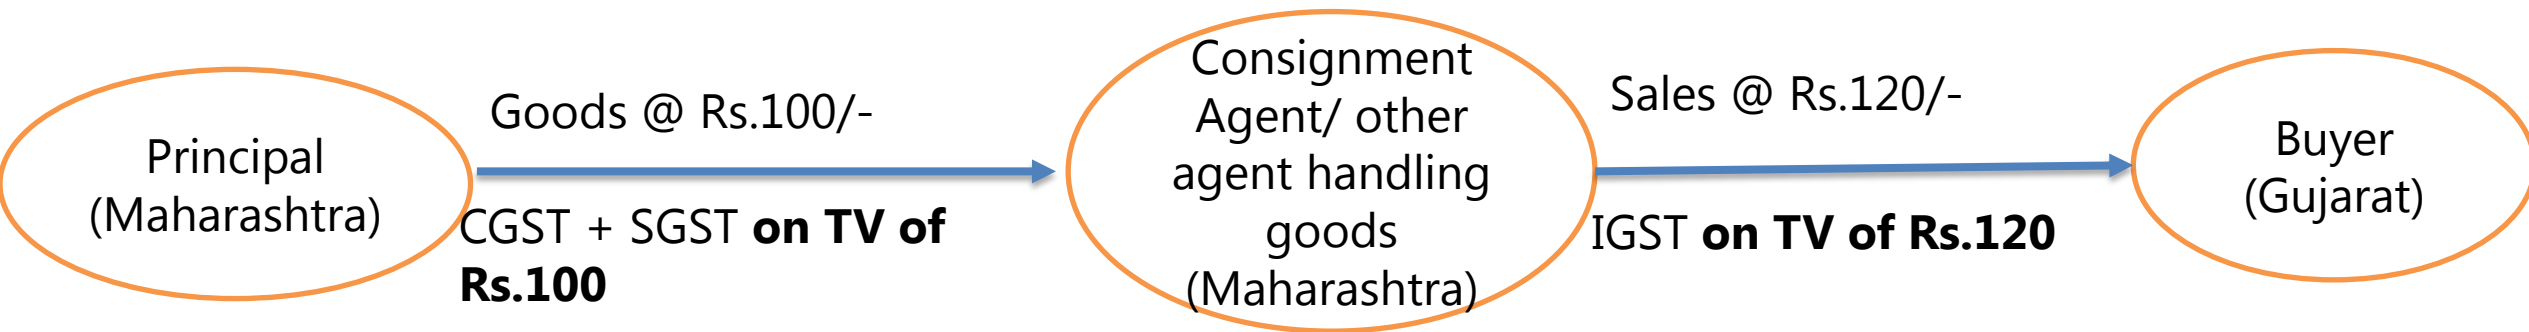 Principal
(Maharashtra)
Goods @ Rs.100/-
CGST + SGST on TV of
Rs.100
Consignment
Agent/ other
agent handling
goods
(Maharashtra)
Sales @ Rs.120/-
IGST on TV of Rs.120
Buyer
(Gujarat)